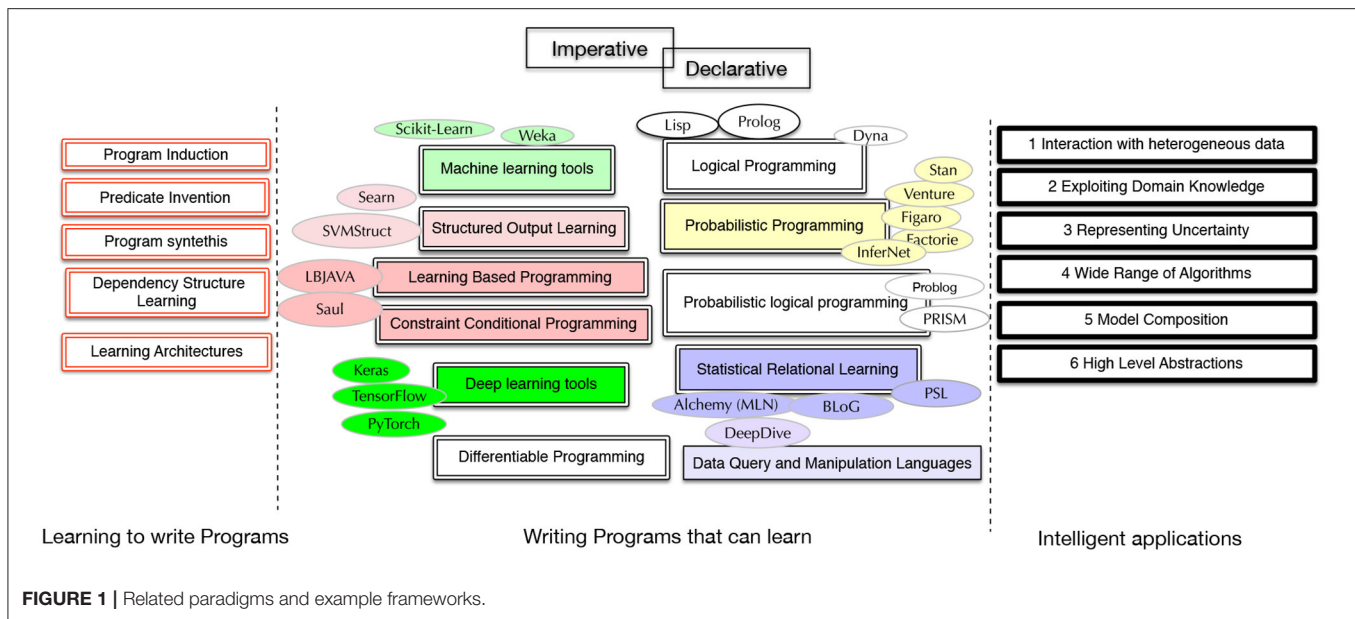 Imperative
Declarative
Program Induction
Predicate Invention
Program syntethis
Dependency Structure
Learning
Learning Architectures
Learning to write Programs
Scikit-Learn
Weka
Machine learning tools
Searn
SVMStruct
Structured Output Learning
LBJAVA
Learning Based Programming
Saul
Constraint Conditional Programming
Keras
TensorFlow
PyTorch
Deep learning tools
Differentiable Programming
Lisp
Prolog
Dyna
Logical Programming
Stan
Venture
Figaro
Factorie
InferNet
Probabilistic Programming
Problog
PRISM
Probabilistic logical programming
Statistical Relational Learning
Alchemy (MLN)
BLoG
PSL
DeepDive
Data Query and Manipulation Languages
Writing Programs that can learn
1 Interaction with heterogeneous data
2 Exploiting Domain Knowledge
3 Representing Uncertainty
4 Wide Range of Algorithms
5 Model Composition
6 High Level Abstractions
Intelligent applications
FIGURE 1 | Related paradigms and example frameworks.